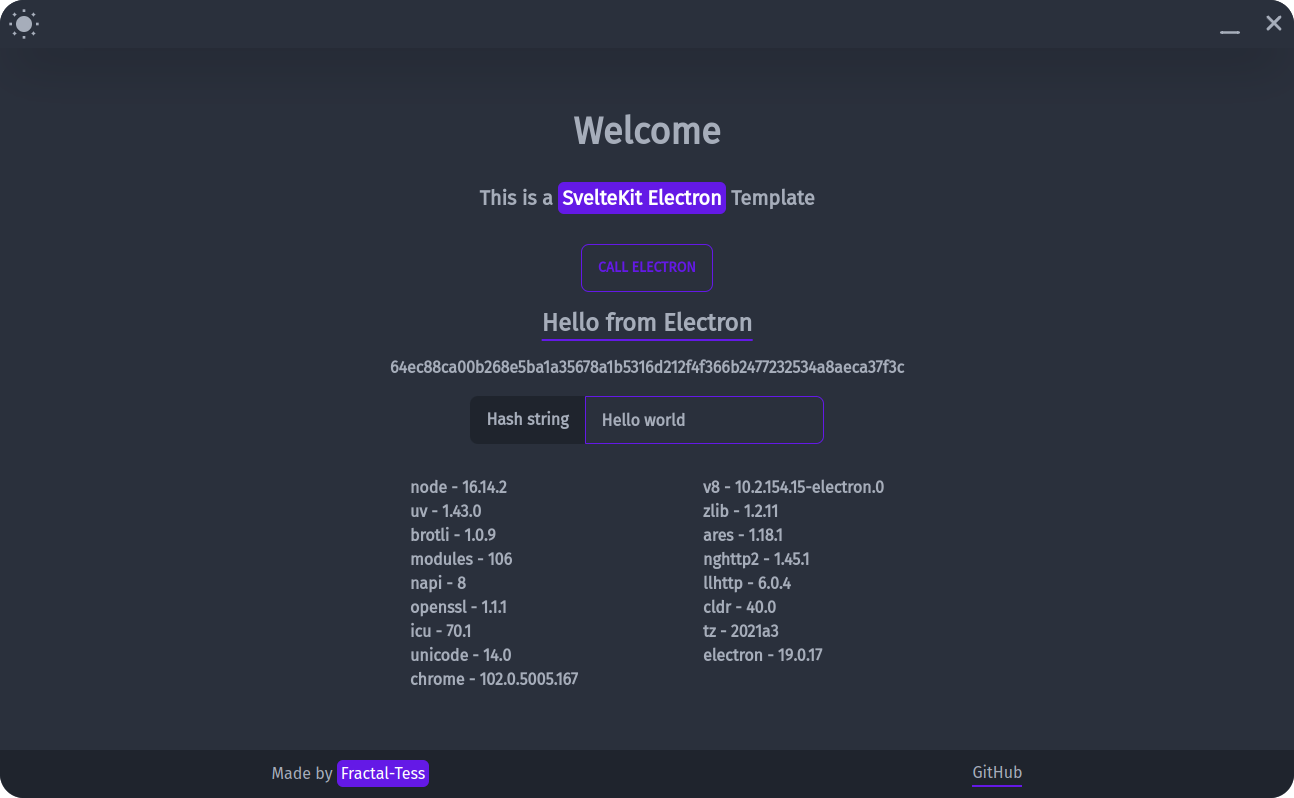 Welcome
This is a SvelteKit Electron Template
CALL ELECTRON
Hello from Electron
64ec88ca00b268e5ba1a35678a1b5316d212f4f366b2477232534a8aeca37f3c
Hash string Hello world
node - 16.14.2
uv - 1.43.0
brotli - 1.0.9
modules - 106
napi - 8
openssl - 1.1.1
icu - 70.1
unicode - 14.0
chrome - 102.0.5005.167
v8 - 10.2.154.15-electron.0
zlib - 1.2.11
ares - 1.18.1
nghttp2 - 1.45.1
llhttp - 6.0.4
cldr - 40.0
tz - 2021a3
electron - 19.0.17
Made by Fractal-Tess
GitHub